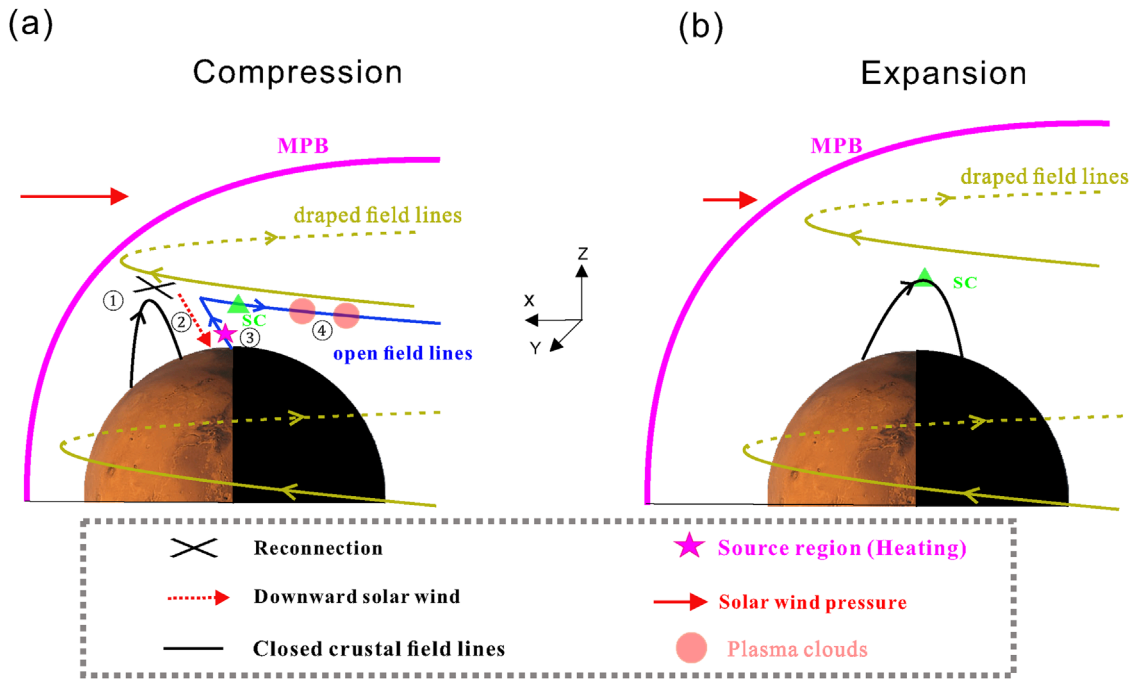 (a)
Compression
MPB
draped field lines
①
②
SC
③
④
open field lines
Z
X
Y
(b)
Expansion
MPB
draped field lines
SC
Reconnection
Source region (Heating)
Downward solar wind
Solar wind pressure
Closed crustal field lines
Plasma clouds